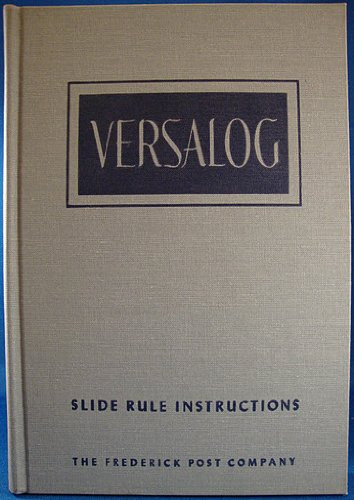 VERSALOG
SLIDE RULE INSTRUCTIONS
THE FREDERICK POST COMPANY